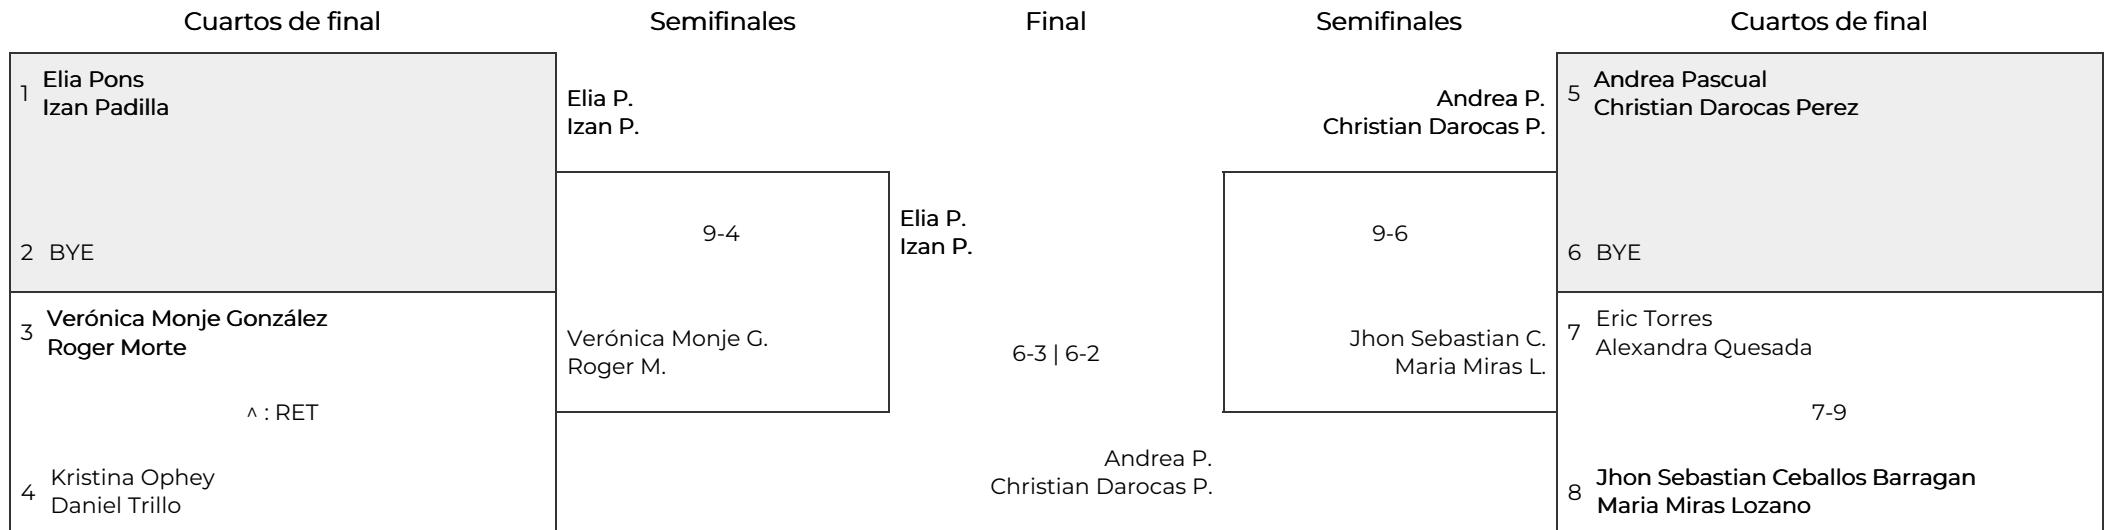 Cuartos de final
Semifinales
Final
Semifinales
Cuartos de final
1
Elia Pons
Izan Padilla
2 BYE
3
Verónica Monje González
Roger Morte
^ : RET
4
Kristina Ophey
Daniel Trillo
Elia P.
Izan P.
9-4
Verónica Monje G.
Roger M.
Elia P.
Izan P.
6-3 | 6-2
Andrea P.
Christian Darocas P.
Andrea P.
Christian Darocas P.
9-6
Jhon Sebastian C.
Maria Miras L.
5
Andrea Pascual
Christian Darocas Perez
6 BYE
7
Eric Torres
Alexandra Quesada
7-9
8
Jhon Sebastian Ceballos Barragan
Maria Miras Lozano